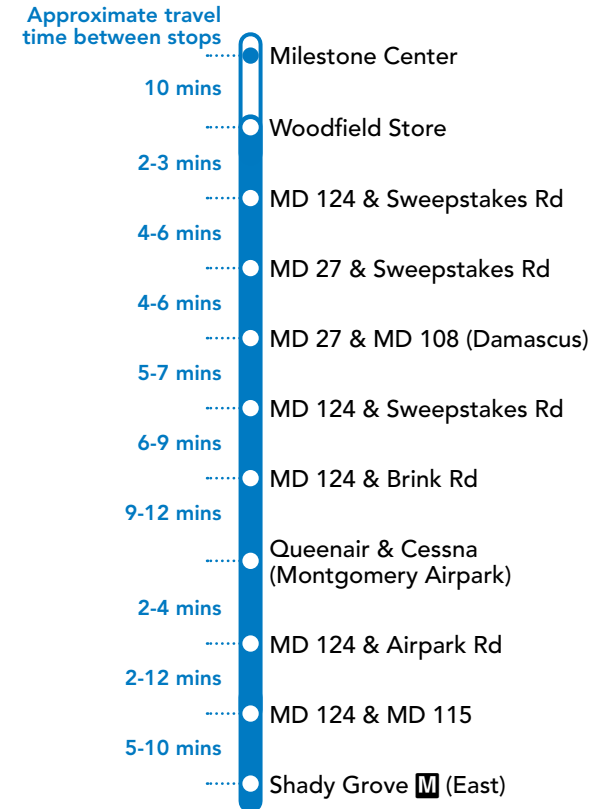 Approximate travel
time between stops
Milestone Center
10 mins
Woodfield Store
2-3 mins
MD 124 & Sweepstakes Rd
4-6 mins
MD 27 & Sweepstakes Rd
4-6 mins
MD 27 & MD 108 (Damascus)
5-7 mins
MD 124 & Sweepstakes Rd
6-9 mins
MD 124 & Brink Rd
9-12 mins
Queenair & Cessna
(Montgomery Airpark)
2-4 mins
MD 124 & Airpark Rd
2-12 mins
MD 124 & MD 115
5-10 mins
Shady Grove M (East)